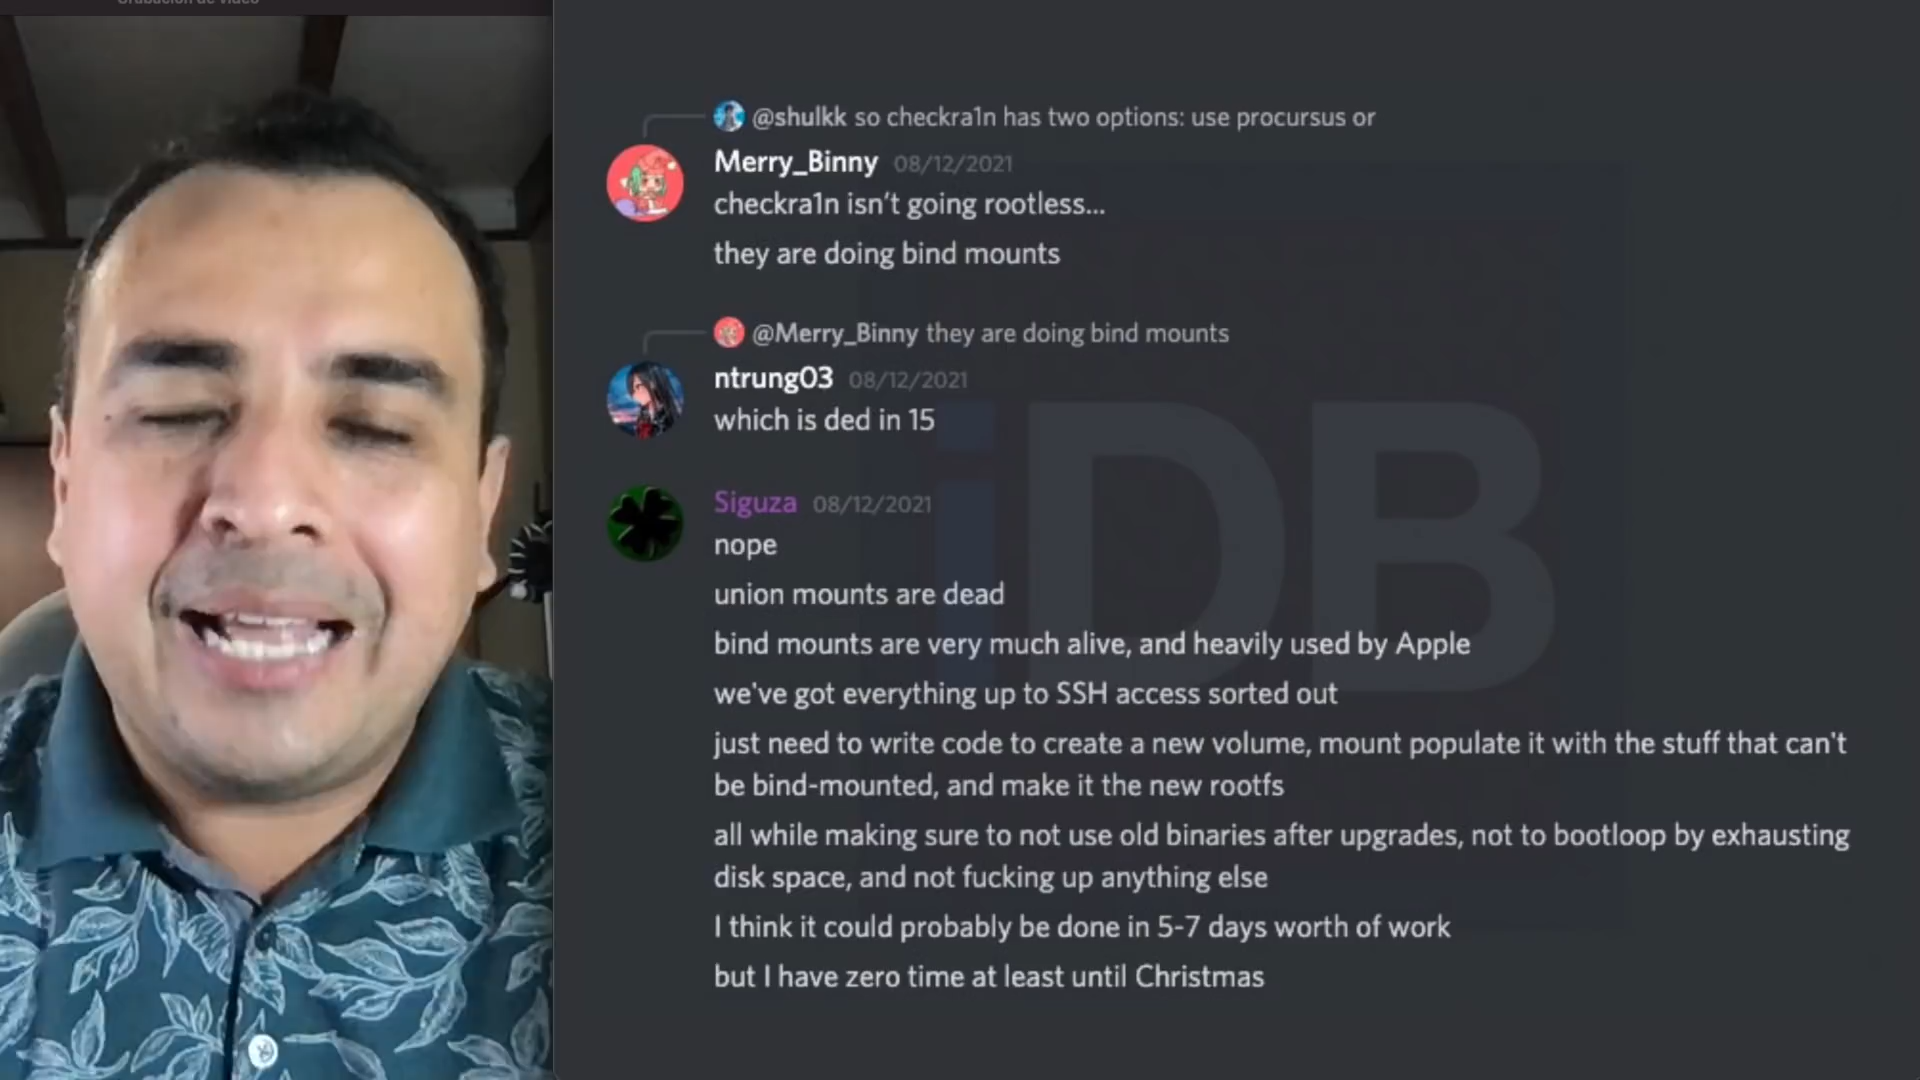 Grabación de video
@shulkk so checkra1n has two options: use procursus or
Merry_Binny 08/12/2021
checkra1n isn't going rootless...
they are doing bind mounts
@Merry_Binny they are doing bind mounts
ntrung03 08/12/2021
which is ded in 15
Siguza 08/12/2021
nope
union mounts are dead
bind mounts are very much alive, and heavily used by Apple
we've got everything up to SSH access sorted out
just need to write code to create a new volume, mount populate it with the stuff that can't
be bind-mounted, and make it the new rootfs
all while making sure to not use old binaries after upgrades, not to bootloop by exhausting
disk space, and not fucking up anything else
I think it could probably be done in 5-7 days worth of work
but I have zero time at least until Christmas
iDB